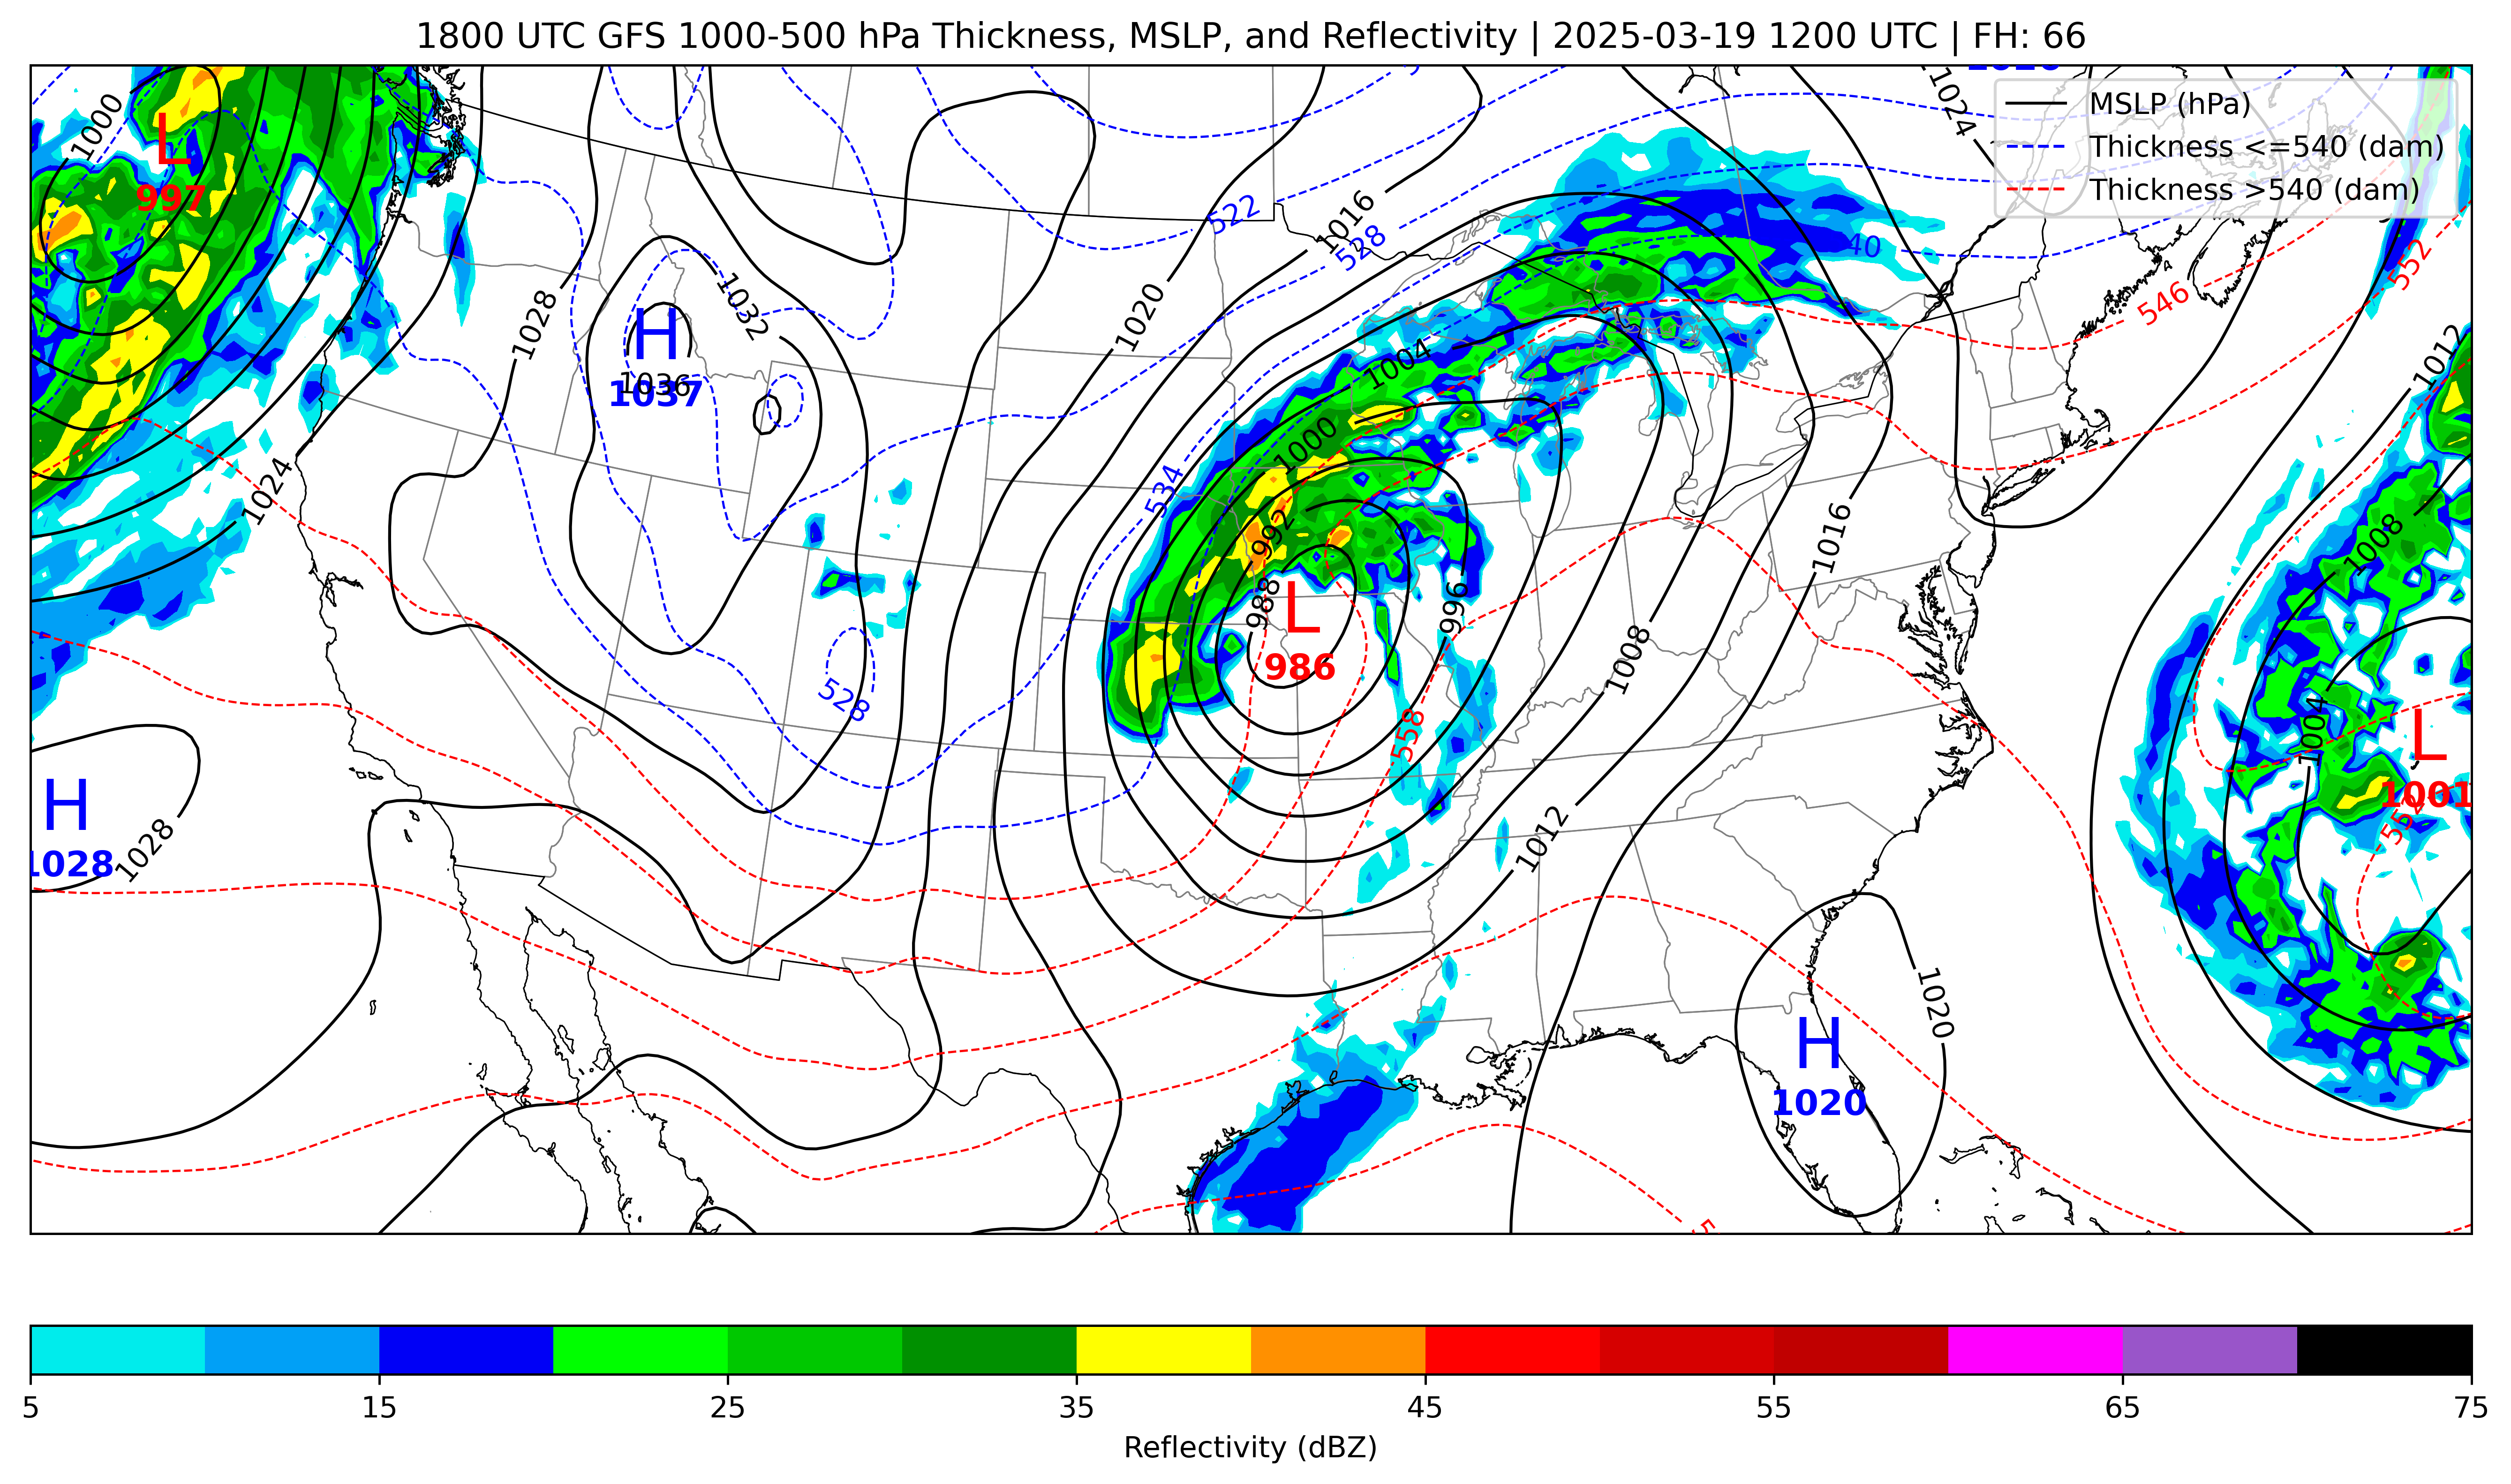 1800 UTC GFS 1000-500 hPa Thickness, MSLP, and Reflectivity | 2025-03-19 1200 UTC | FH: 66
MSLP (hPa)
Thickness <=540 (dam)
Thickness >540 (dam)
1000
L
997
1024
522
1016
528
40
552
546
1028
1032
H
1036
1037
1020
1004
1012
1000
534
1024
992
1016
1008
988
L
986
996
1008
528
558
1004
L
1001
H
1028
1028
1012
1020
H
1020
5 15 25 35 45 55 65 75
Reflectivity (dBZ)